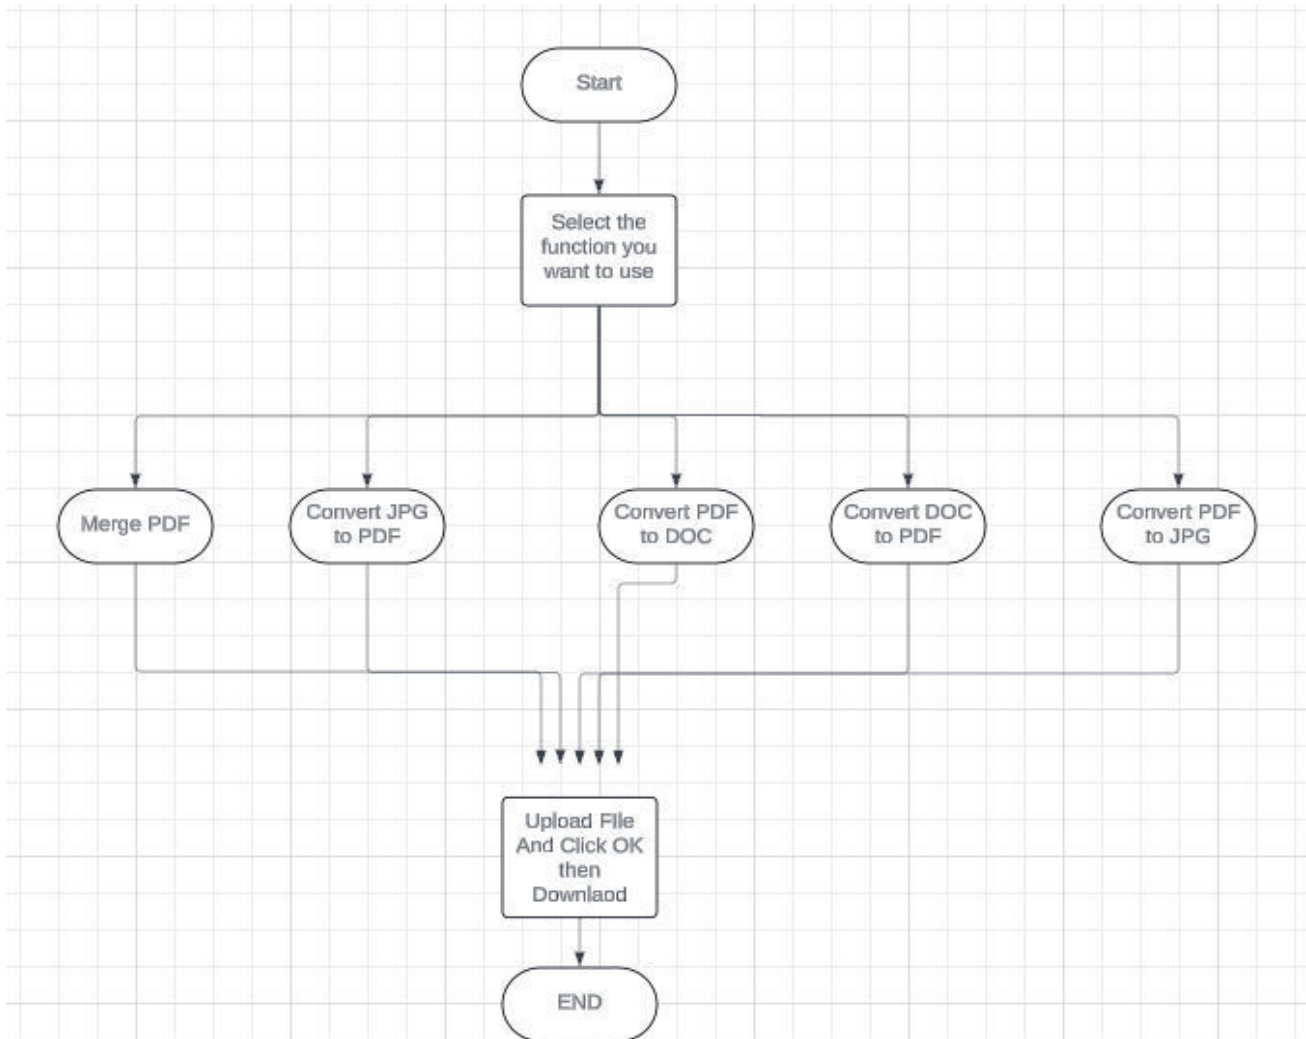 Start
Select the
function you
want to use
Merge PDF
Convert JPG
to PDF
Convert PDF
to DOC
Convert DOC
to PDF
Convert PDF
to JPG
Upload File
And Click OK
then
Downlaod
END